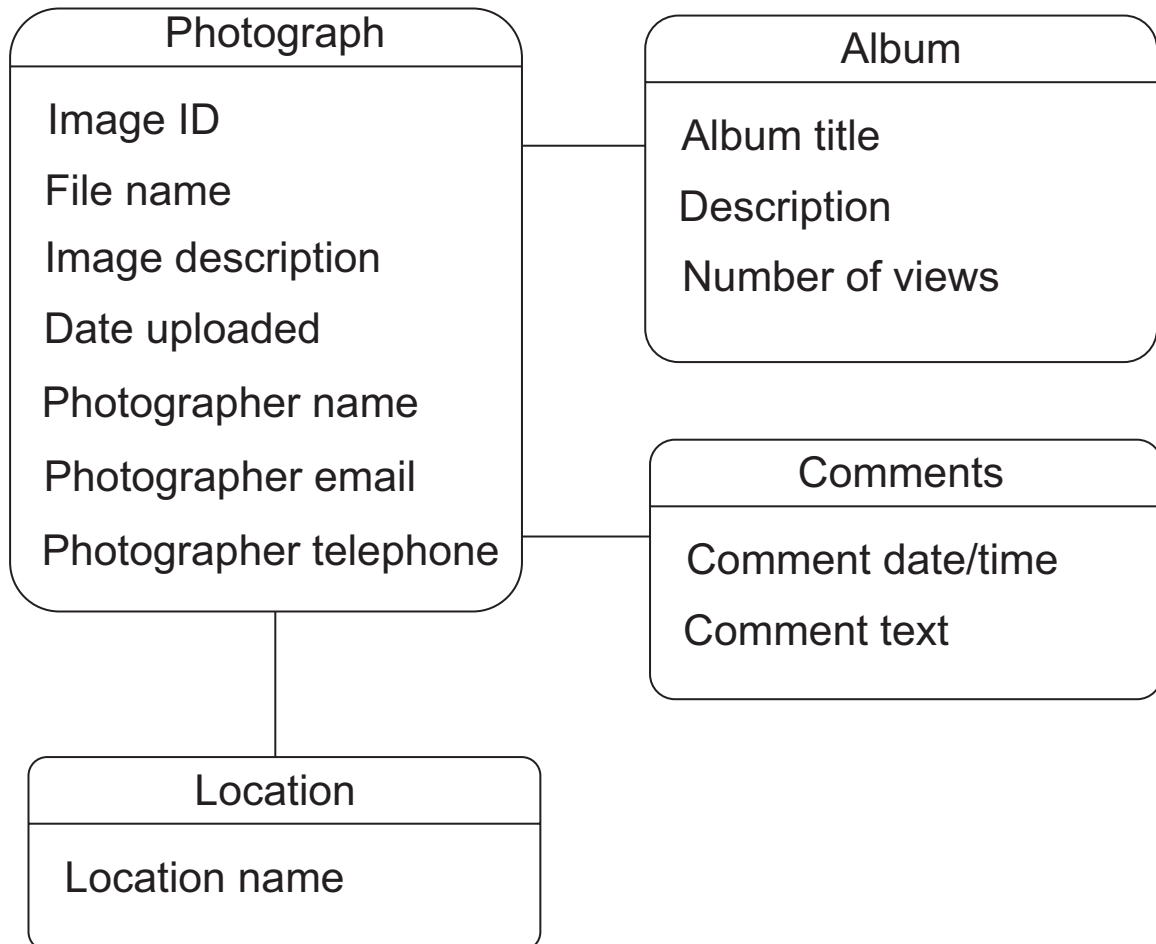 Photograph
Image ID
File name
Image description
Date uploaded
Photographer name
Photographer email
Photographer telephone
Album
Album title
Description
Number of views
Comments
Comment date/time
Comment text
Location
Location name